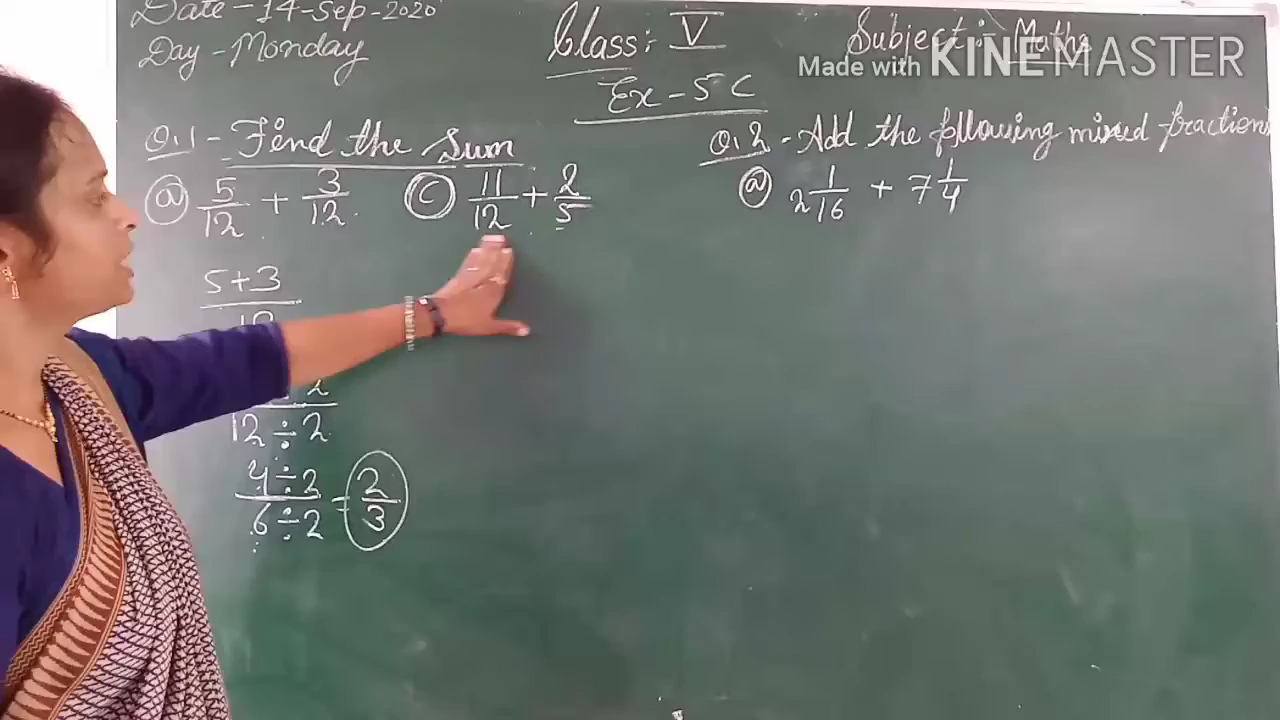 Date - 14-Sep-2020
Day - Monday
Class: V
Subject :- Maths
Made with KINEMASTER
Ex - 5 C
Q.1 - Find the Sum
(a) 5/12 + 3/12
(C) 11/12 + 2/5
5+3
12 ÷ 2
4÷2/6÷2 = 2/3
Q.2 - Add the following mixed fractions
(a) 2 1/16 + 7 1/4